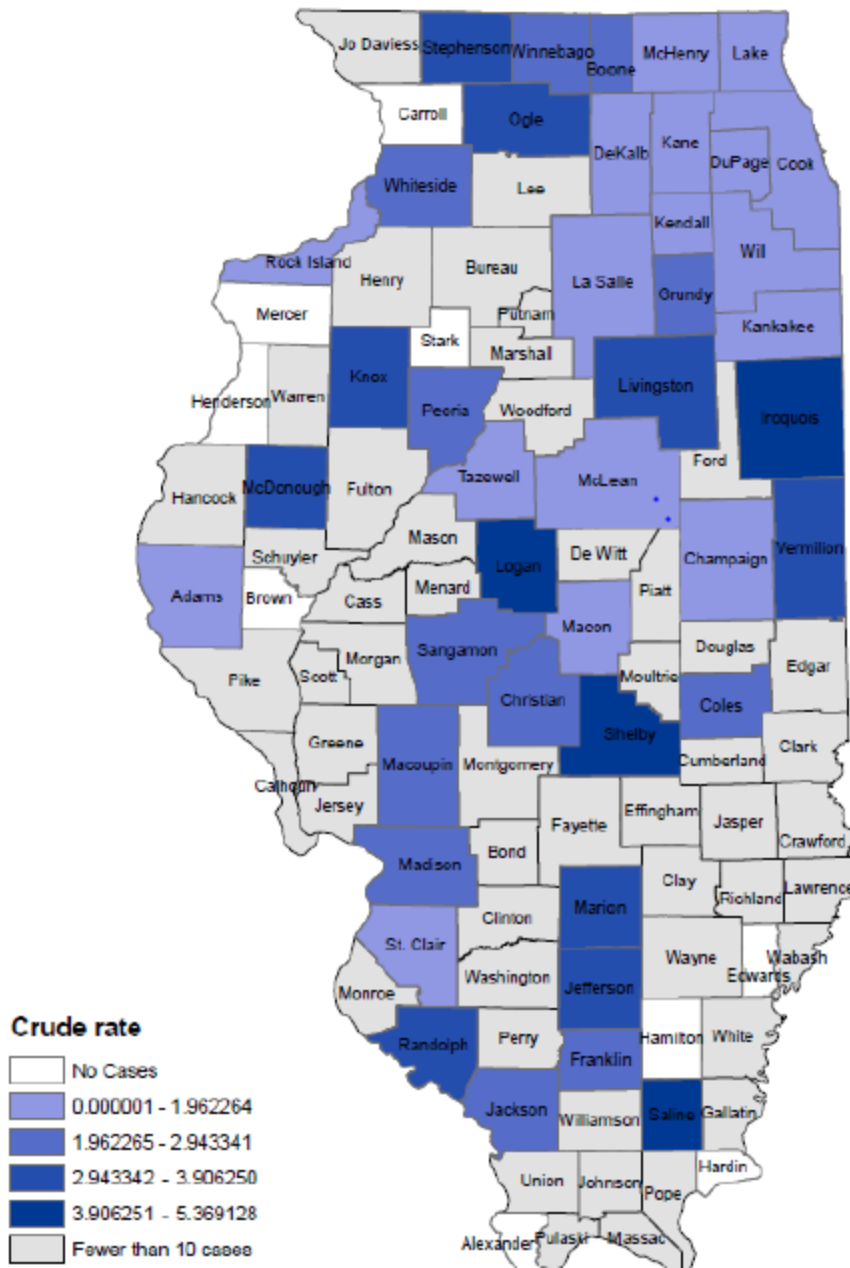 Jo Daviess
Stephenson
Winnebago
Boone
McHenry
Lake
Carroll
Ogle
DeKalb
Kane
DuPage
Cook
Whiteside
Lee
Kendall
Rock Island
Henry
Bureau
La Salle
Will
Grundy
Mercer
Putnam
Kankakee
Stark
Marshall
Knox
Livingston
Henderson
Warren
Peoria
Woodford
Iroquois
Ford
Hancock
McDonough
Fulton
Tazewell
McLean
Mason
Schuyler
De Witt
Champaign
Vermilion
Logan
Adams
Brown
Cass
Menard
Piatt
Macon
Sangamon
Douglas
Edgar
Pike
Scott
Morgan
Moultrie
Christian
Coles
Shelby
Greene
Macoupin
Montgomery
Cumberland
Clark
Calhoun
Jersey
Fayette
Effingham
Jasper
Crawford
Madison
Bond
Clay
Richland
Lawrence
Marion
Clinton
St. Clair
Wayne
Edwards
Wabash
Washington
Jefferson
Monroe
Randolph
Perry
Hamilton
White
Franklin
Jackson
Williamson
Saline
Gallatin
Union
Johnson
Pope
Hardin
Alexander
Pulaski
Massac
Crude rate
No Cases
0.000001 - 1.962264
1.962265 - 2.943341
2.943342 - 3.906250
3.906251 - 5.369128
Fewer than 10 cases